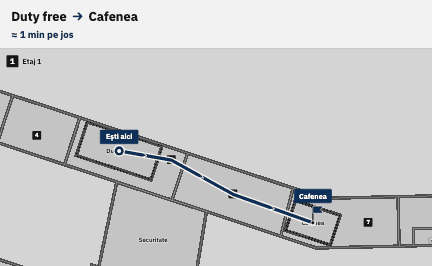 Duty free → Cafenea
≈ 1 min pe jos
1 Etaj 1
4
Ești aici
Cafenea
7
Securitate